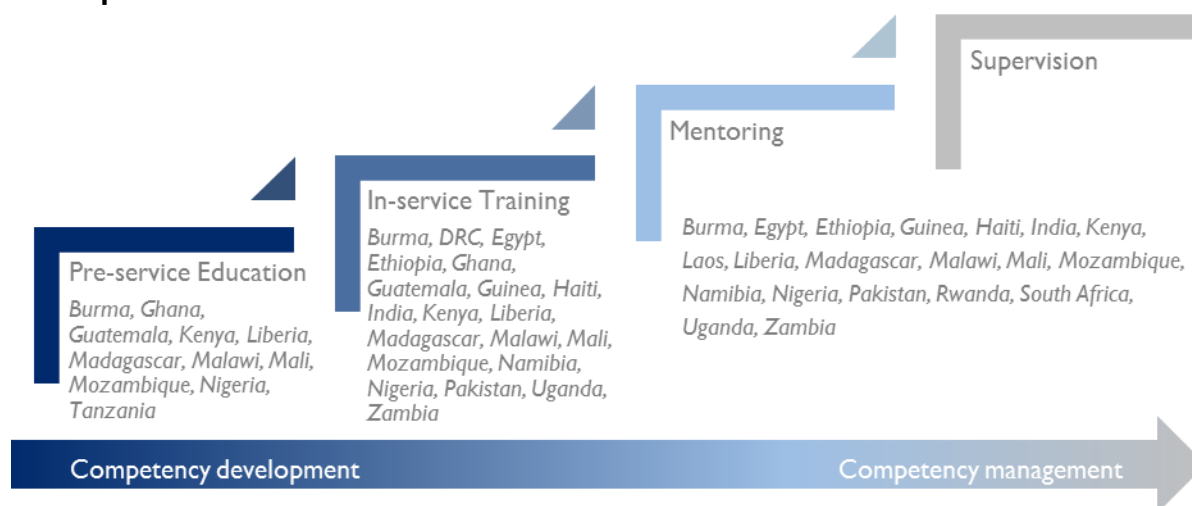 Supervision
Mentoring
Burma, Egypt, Ethiopia, Guinea, Haiti, India, Kenya,
Laos, Liberia, Madagascar, Malawi, Mali, Mozambique,
Namibia, Nigeria, Pakistan, Rwanda, South Africa,
Uganda, Zambia
In-service Training
Burma, DRC, Egypt,
Ethiopia, Ghana,
Guatemala, Guinea, Haiti,
India, Kenya, Liberia,
Madagascar, Malawi, Mali,
Mozambique, Namibia,
Nigeria, Pakistan, Uganda,
Zambia
Pre-service Education
Burma, Ghana,
Guatemala, Kenya, Liberia,
Madagascar, Malawi, Mali,
Mozambique, Nigeria,
Tanzania
Competency development
Competency management